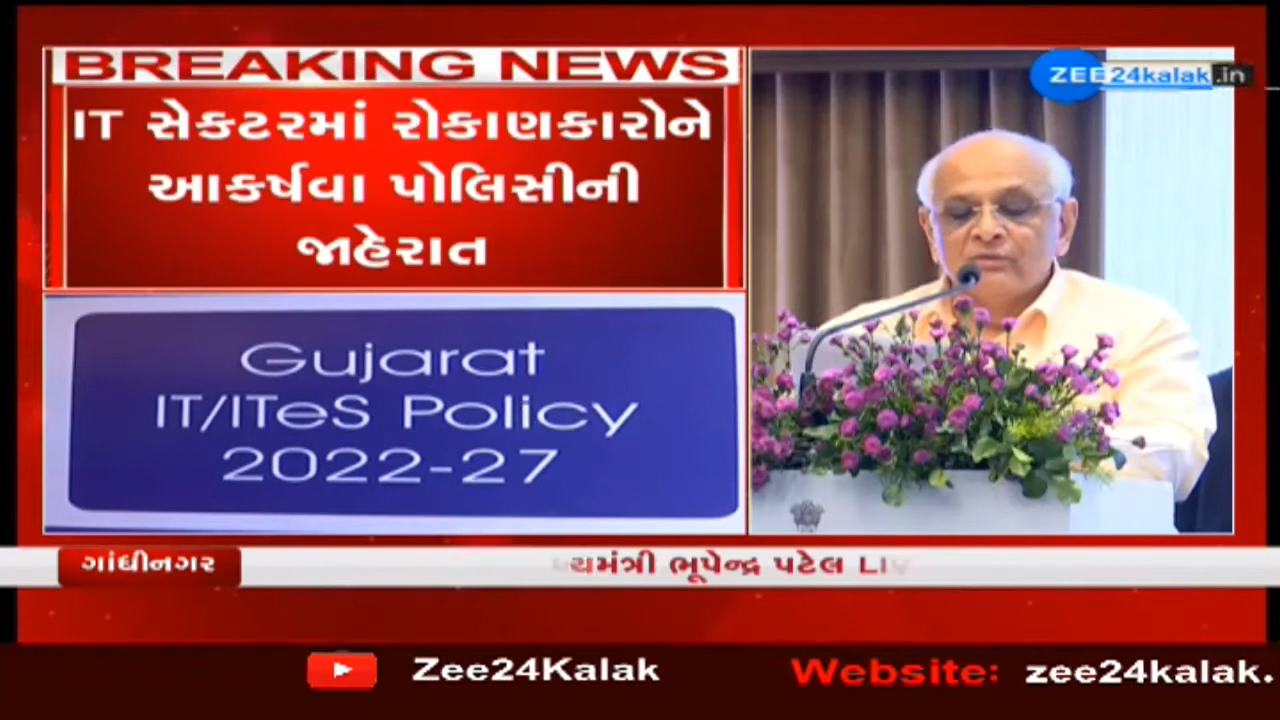 BREAKING NEWS
IT સેક્ટરમાં રોકાણકારોને
આકર્ષવા પોલિસીની
જાહેરાત
ZEE24kalak.in
Gujarat
IT/ITeS Policy
2022-27
ગાંધીનગર
ભૂપેન્દ્ર પટેલ
Zee24Kalak
Website: zee24kalak.